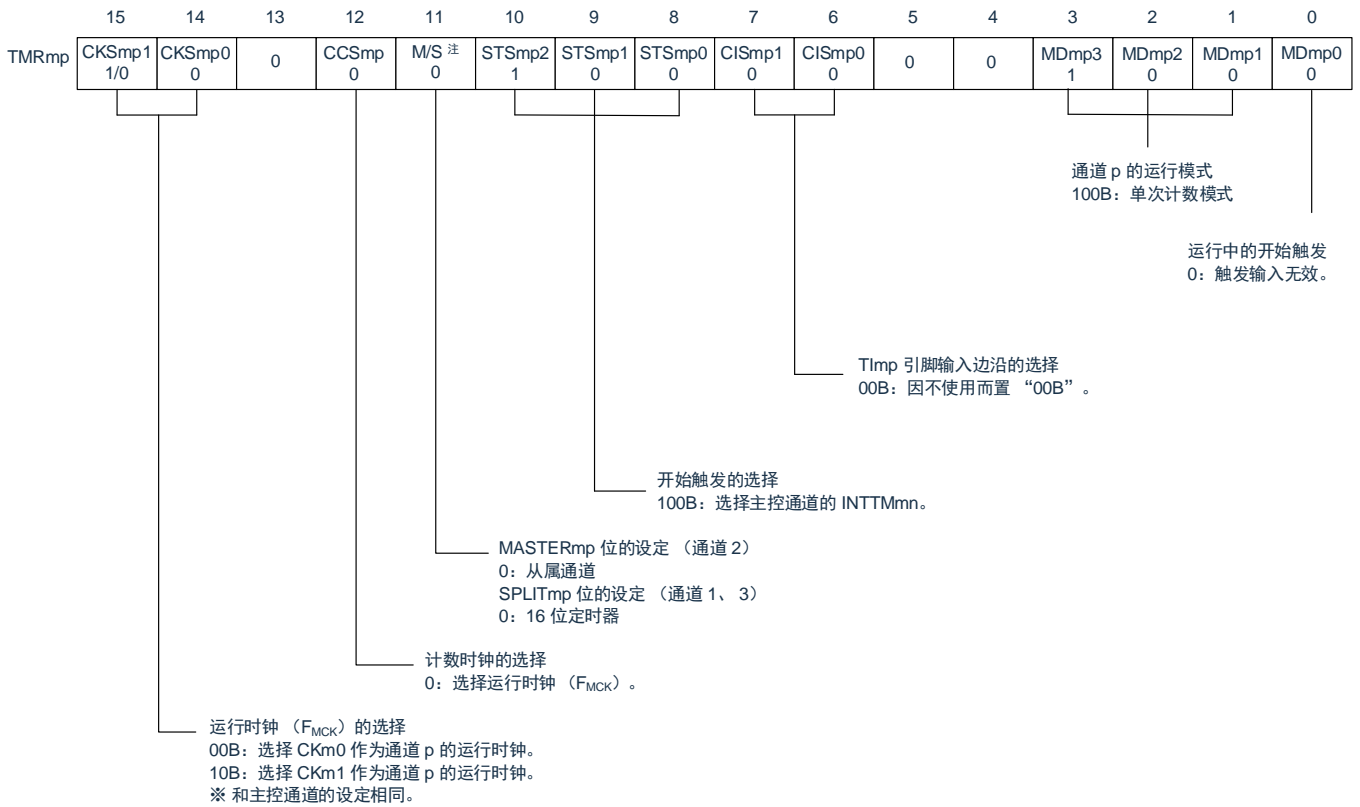 15 14 13 12 11 10 9 8 7 6 5 4 3 2 1 0
TMRmp CKSmp1 CKSmp0 0 CCSmp M/S 注 STSmp2 STSmp1 STSmp0 CISmp1 CISmp0 0 0 MDmp3 MDmp2 MDmp1 MDmp0
1/0 0 0 0 1 0 0 0 0 1 0 0 0
通道 p 的运行模式
100B：单次计数模式
运行中的开始触发
0：触发输入无效。
TImp 引脚输入边沿的选择
00B：因不使用而置 “00B”。
开始触发的选择
100B：选择主控通道的 INTTMmn。
MASTERmp 位的设定 （通道 2）
0：从属通道
SPLITmp 位的设定 （通道 1、 3）
0：16 位定时器
计数时钟的选择
0：选择运行时钟 （FMCK）。
运行时钟 （FMCK）的选择
00B：选择 CKm0 作为通道 p 的运行时钟。
10B：选择 CKm1 作为通道 p 的运行时钟。
※ 和主控通道的设定相同。